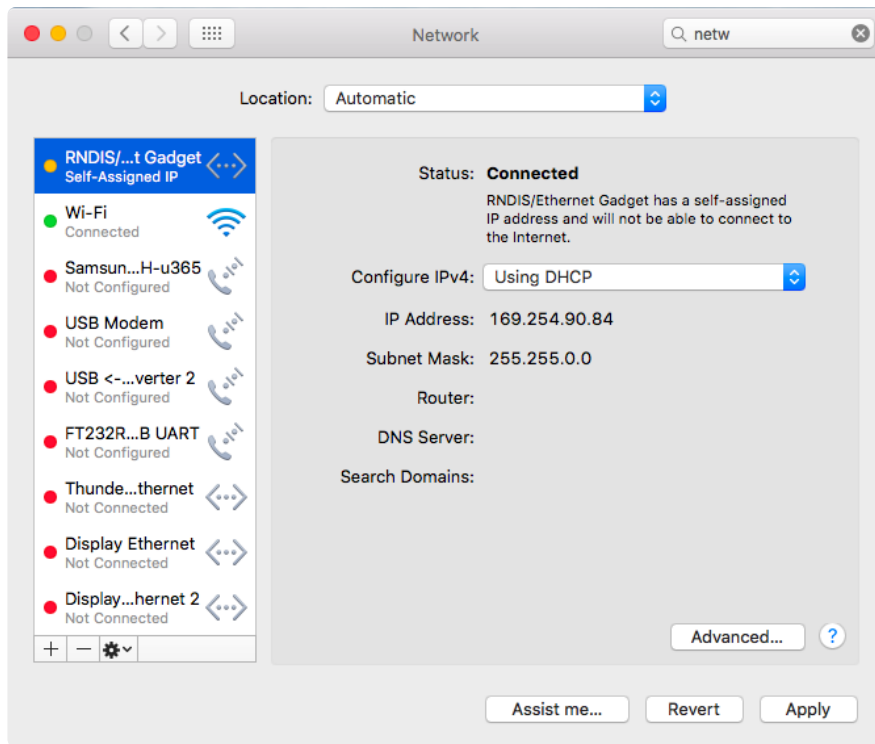 Network
netw
Location: Automatic
RNDIS/...t Gadget
Self-Assigned IP
Wi-Fi
Connected
Samsun...H-u365
Not Configured
USB Modem
Not Configured
USB <-...verter 2
Not Configured
FT232R...B UART
Not Configured
Thunde...thernet
Not Connected
Display Ethernet
Not Connected
Display...hernet 2
Not Connected
Status: Connected
RNDIS/Ethernet Gadget has a self-assigned
IP address and will not be able to connect to
the Internet.
Configure IPv4: Using DHCP
IP Address: 169.254.90.84
Subnet Mask: 255.255.0.0
Router:
DNS Server:
Search Domains:
Advanced... ?
Assist me... Revert Apply